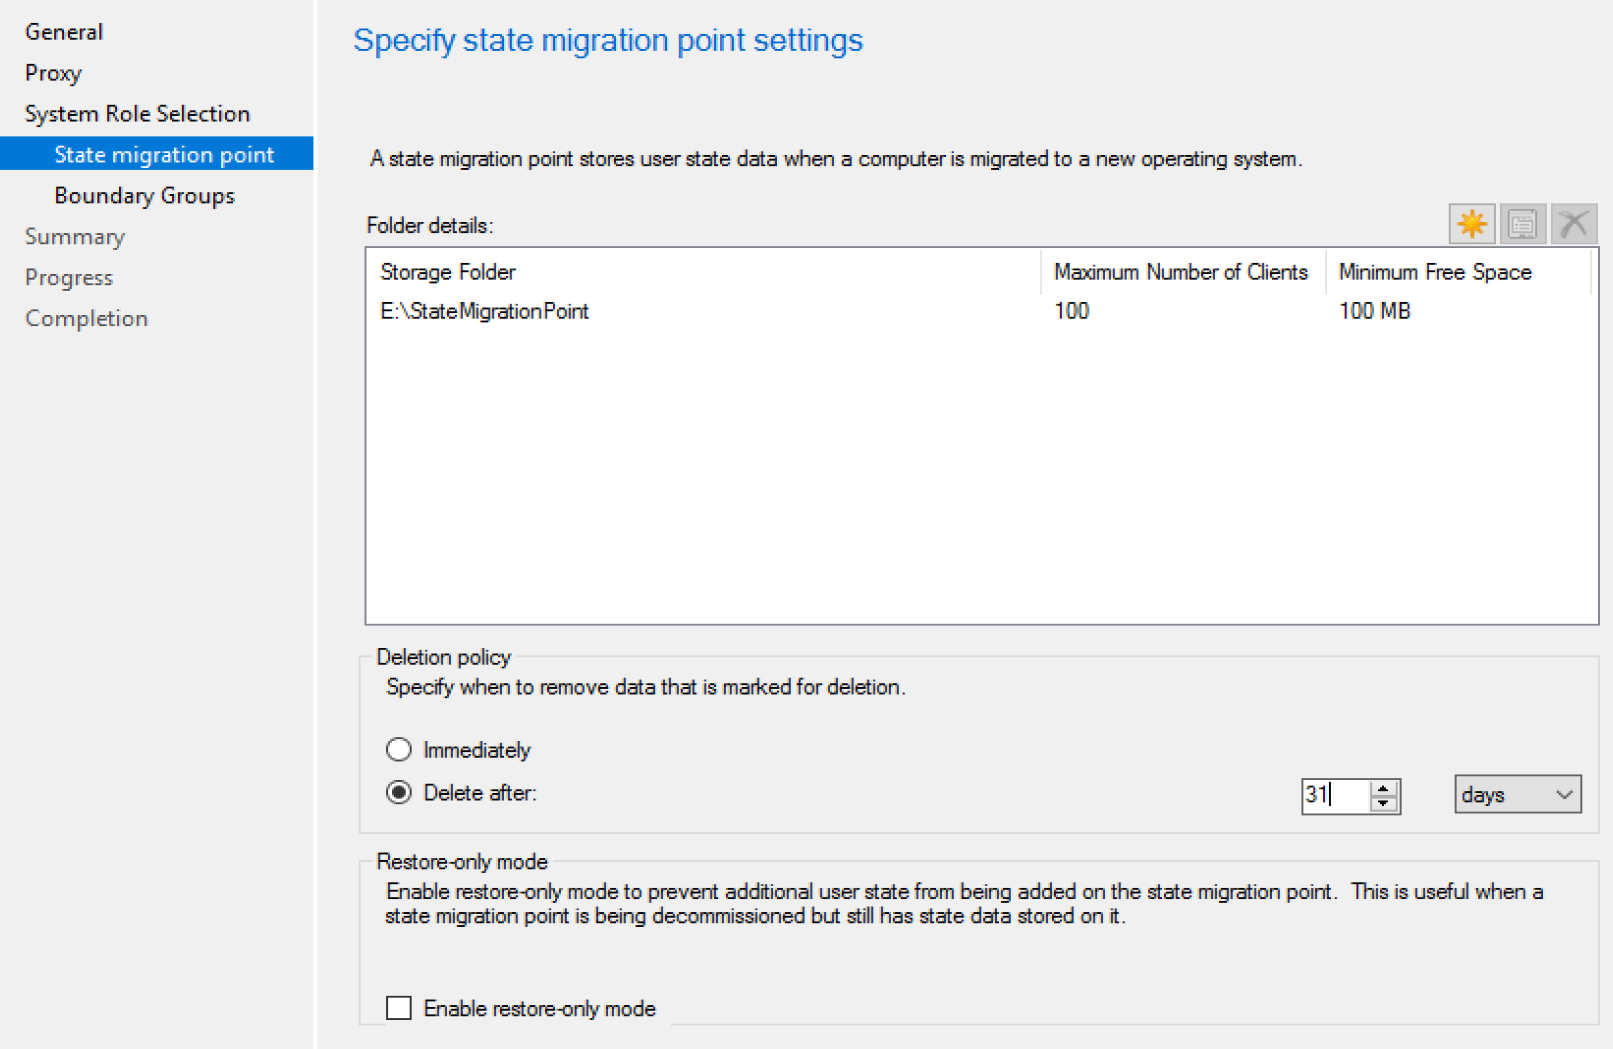 General
Proxy
System Role Selection
State migration point
Boundary Groups
Summary
Progress
Completion
Specify state migration point settings
A state migration point stores user state data when a computer is migrated to a new operating system.
Folder details:
Storage Folder Maximum Number of Clients Minimum Free Space
E:\StateMigrationPoint 100 100 MB
Deletion policy
Specify when to remove data that is marked for deletion.
Immediately
Delete after: 31 days
Restore-only mode
Enable restore-only mode to prevent additional user state from being added on the state migration point.  This is useful when a
state migration point is being decommissioned but still has state data stored on it.
Enable restore-only mode